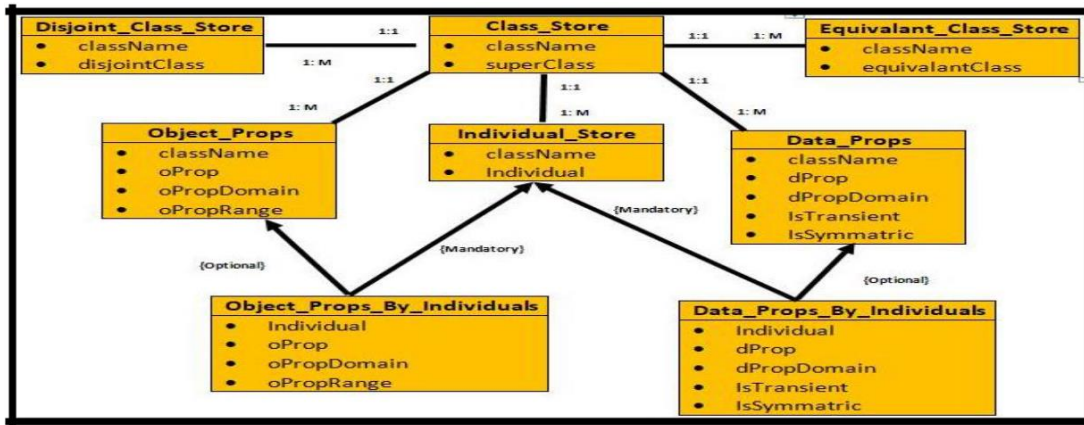 Disjoint_Class_Store
• className
• disjointClass
1:1
1: M
Class_Store
• className
• superClass
1:1
1: M
Equivalant_Class_Store
• className
• equivalantClass
1:1
1: M
1:1
1: M
1:1
1: M
Object_Props
• className
• oProp
• oPropDomain
• oPropRange
Individual_Store
• className
• Individual
Data_Props
• className
• dProp
• dPropDomain
• IsTransient
• IsSymmatric
{Optional}
{Mandatory}
{Mandatory}
{Optional}
Object_Props_By_Individuals
• Individual
• oProp
• oPropDomain
• oPropRange
Data_Props_By_Individuals
• Individual
• dProp
• dPropDomain
• IsTransient
• IsSymmatric